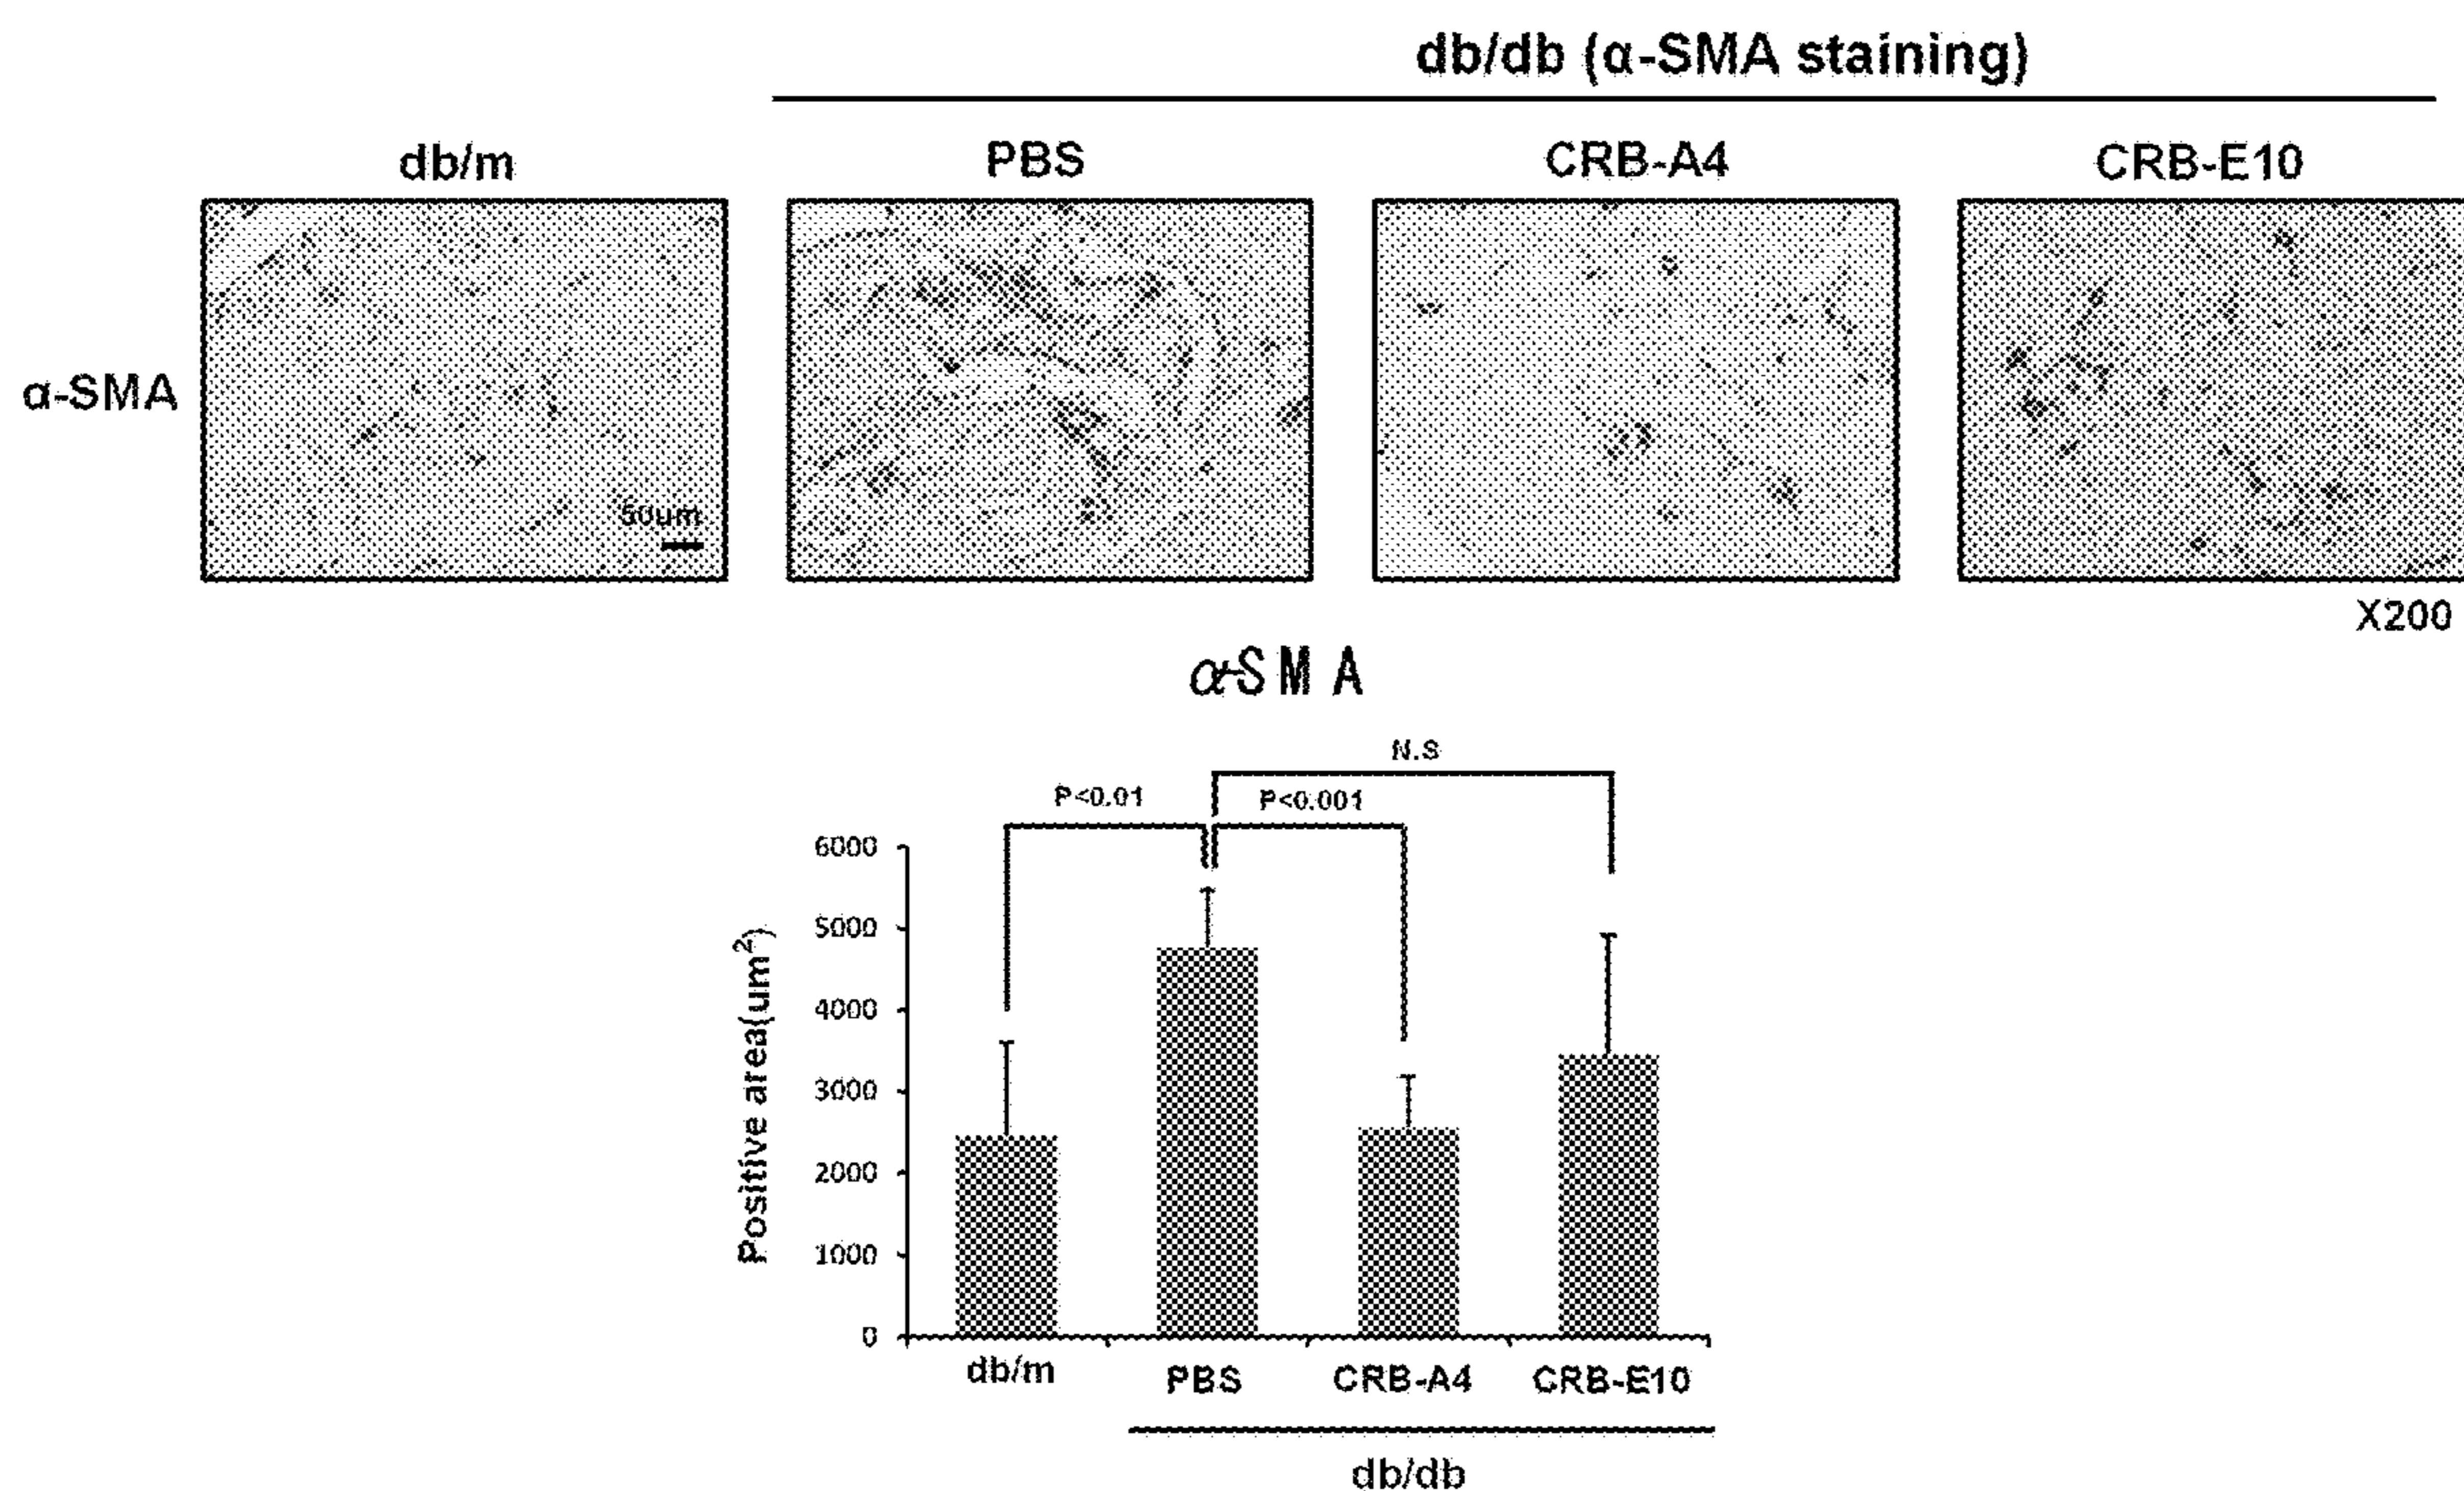 db/db (α-SMA staining)
db/m PBS CRB-A4 CRB-E10
α-SMA
50um
X200
α-SMA
N.S
P<0.01 P<0.001
6000
5000
4000
3000
2000
1000
0
Positive area(um²)
db/m PBS CRB-A4 CRB-E10
db/db